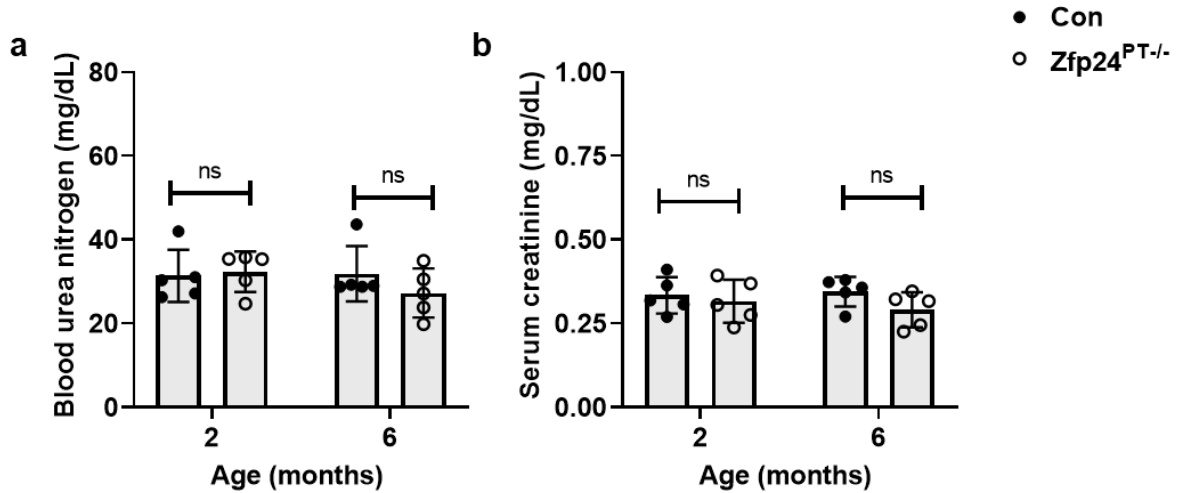 a
b
Con
Zfp24PT-/-
Blood urea nitrogen (mg/dL)
80
60
40
20
0
ns
ns
2
6
Age (months)
Serum creatinine (mg/dL)
1.00
0.75
0.50
0.25
0.00
ns
ns
2
6
Age (months)